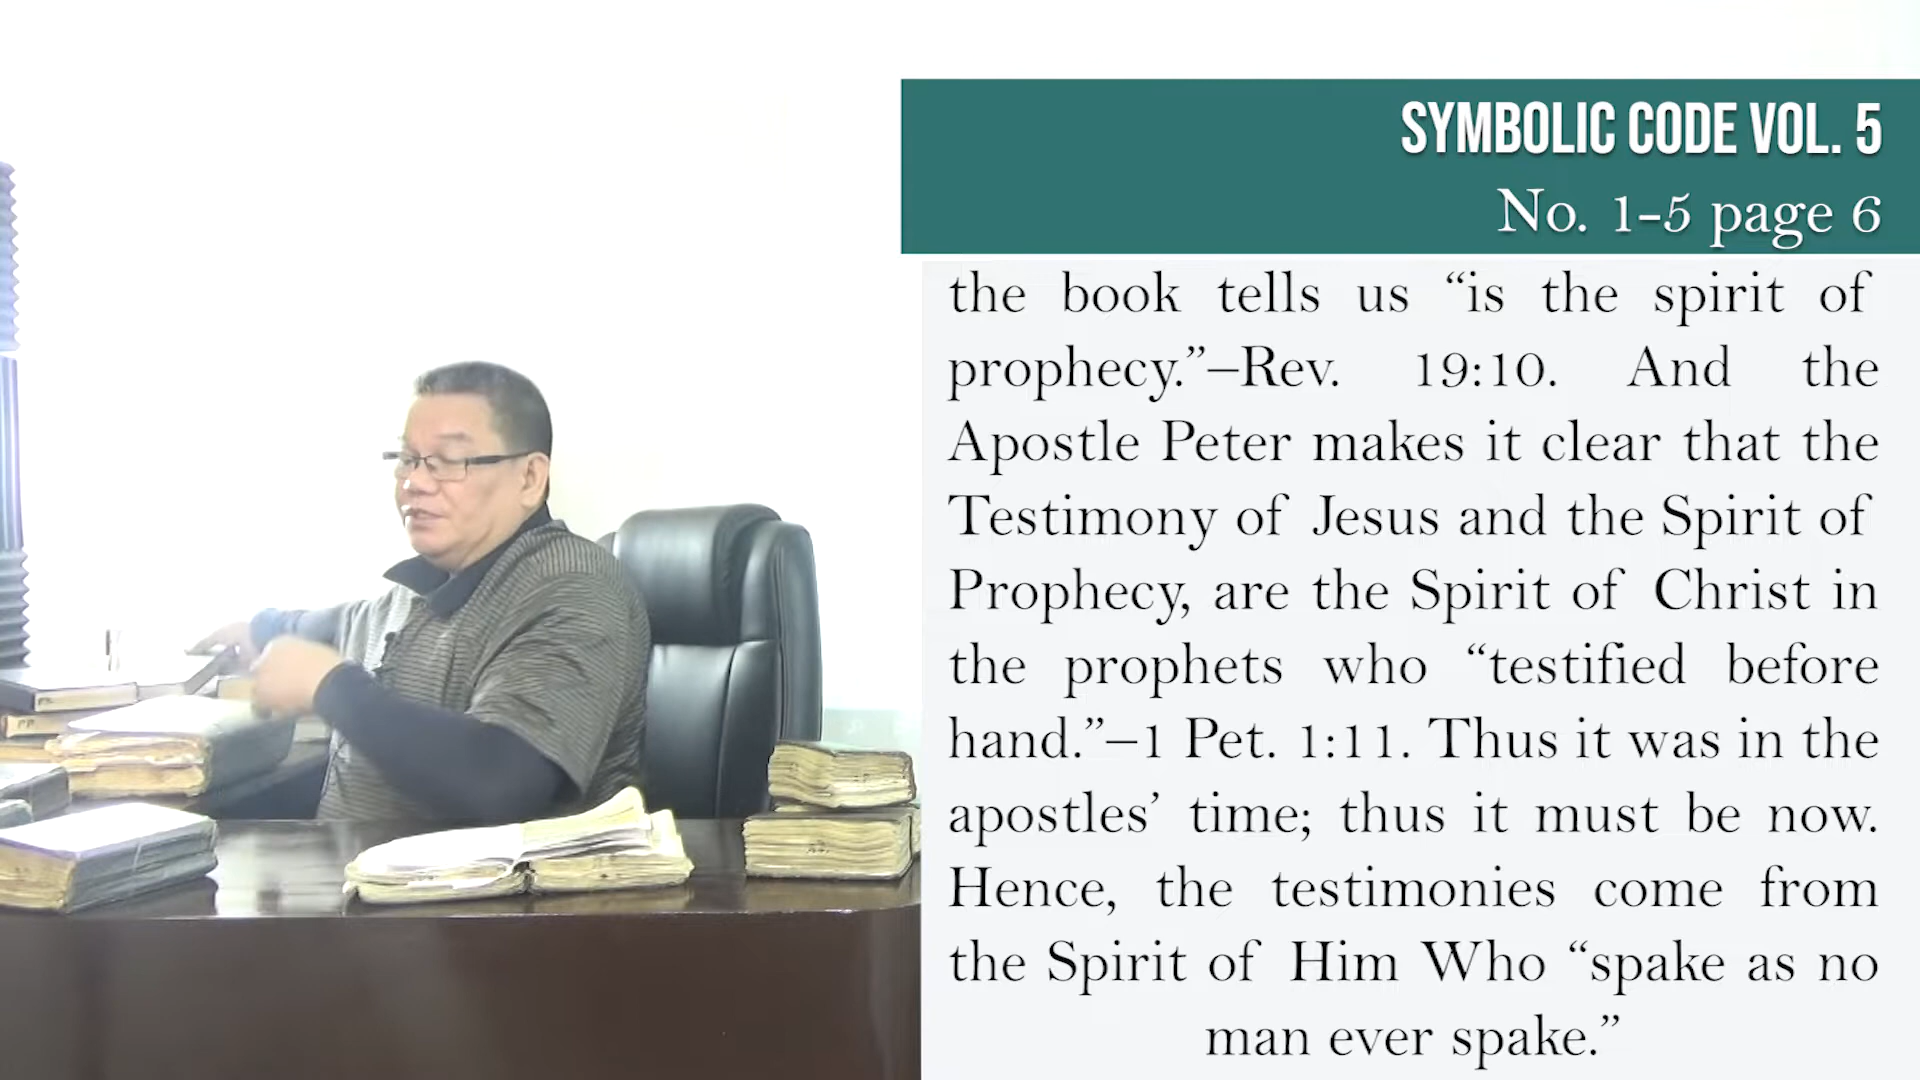 SYMBOLIC CODE VOL. 5
No. 1-5 page 6
the book tells us “is the spirit of
prophecy.”–Rev. 19:10. And the
Apostle Peter makes it clear that the
Testimony of Jesus and the Spirit of
Prophecy, are the Spirit of Christ in
the prophets who “testified before
hand.”–1 Pet. 1:11. Thus it was in the
apostles’ time; thus it must be now.
Hence, the testimonies come from
the Spirit of Him Who “spake as no
man ever spake.”